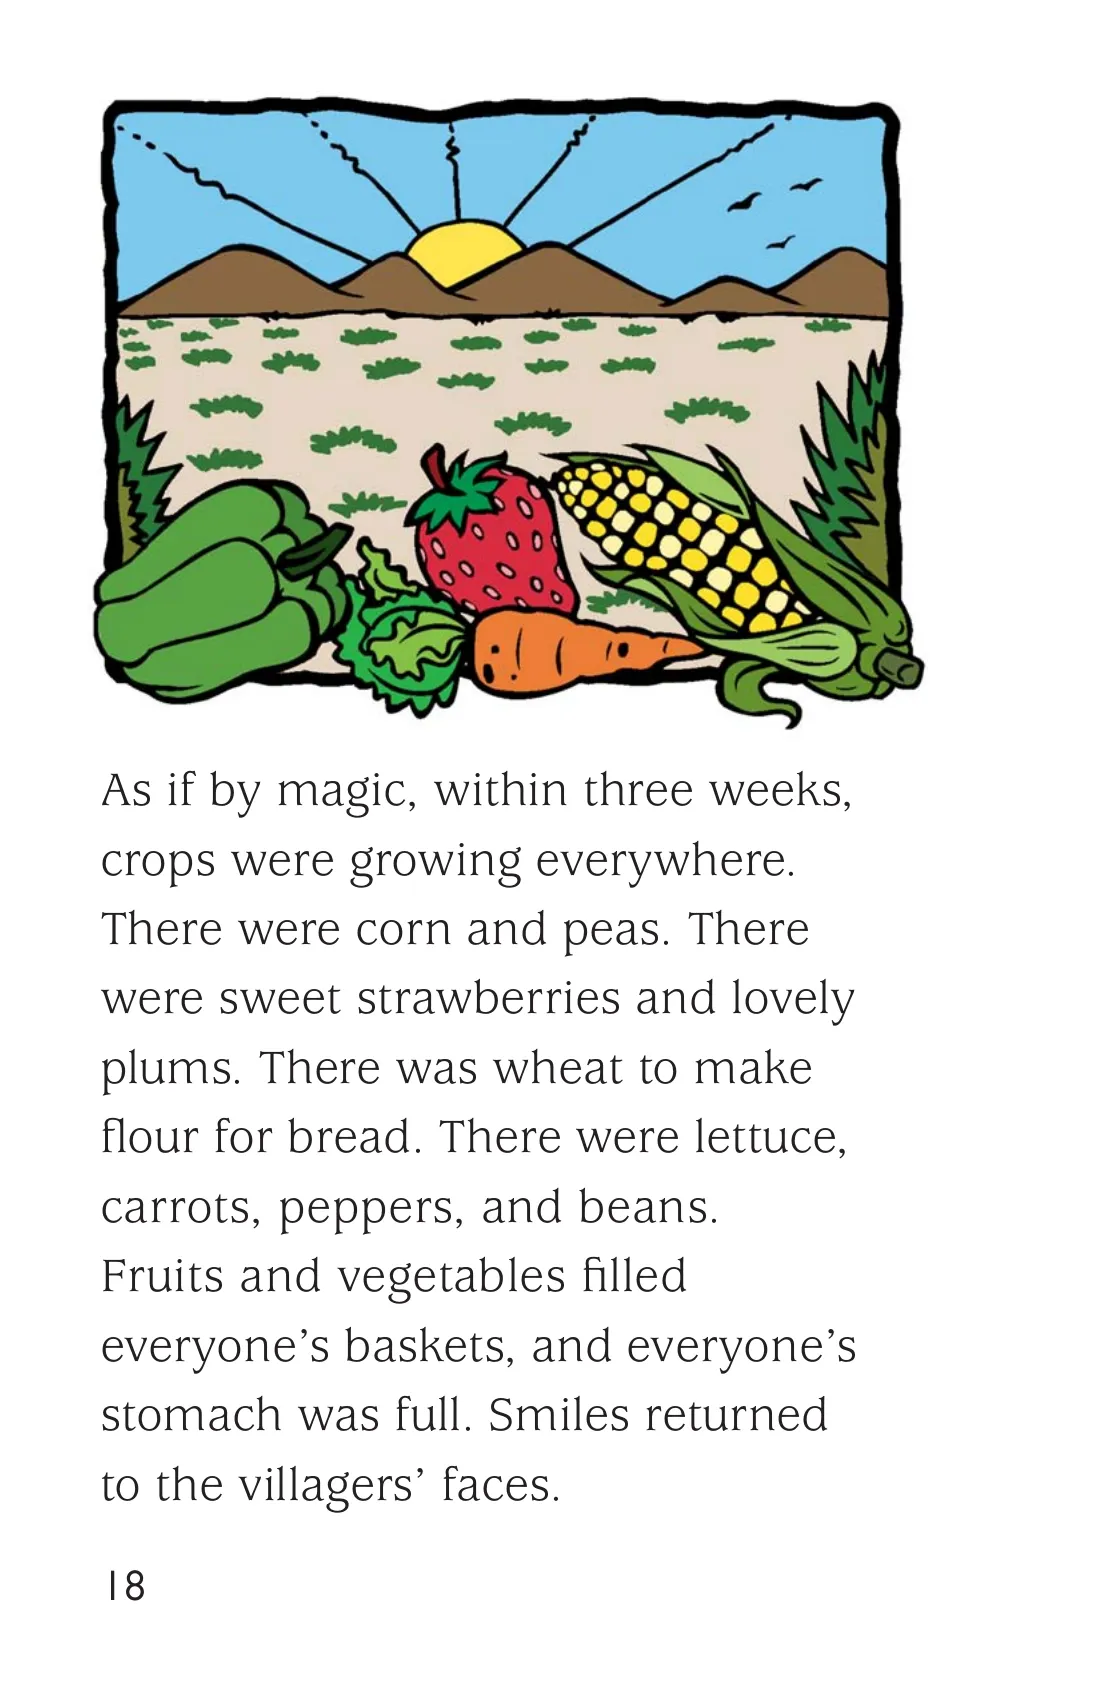 As if by magic, within three weeks,
crops were growing everywhere.
There were corn and peas. There
were sweet strawberries and lovely
plums. There was wheat to make
flour for bread. There were lettuce,
carrots, peppers, and beans.
Fruits and vegetables filled
everyone’s baskets, and everyone’s
stomach was full. Smiles returned
to the villagers’ faces.
18